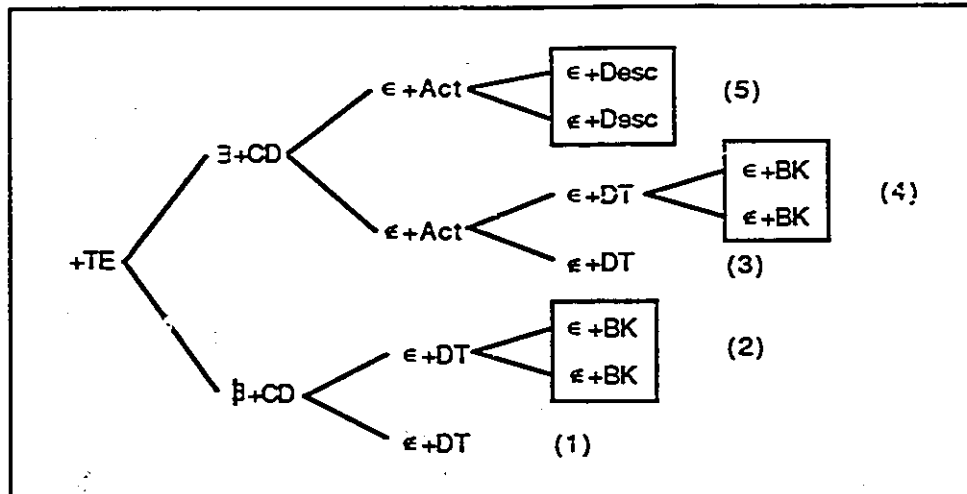 ∈+Desc
(5)
∈+Act
∉+Desc
∋+CD
∈+BK
∈+DT
(4)
∉+BK
∉+Act
+TE
∉+DT
(3)
∈+BK
(2)
∈+DT
∉+BK
∌+CD
∉+DT
(1)